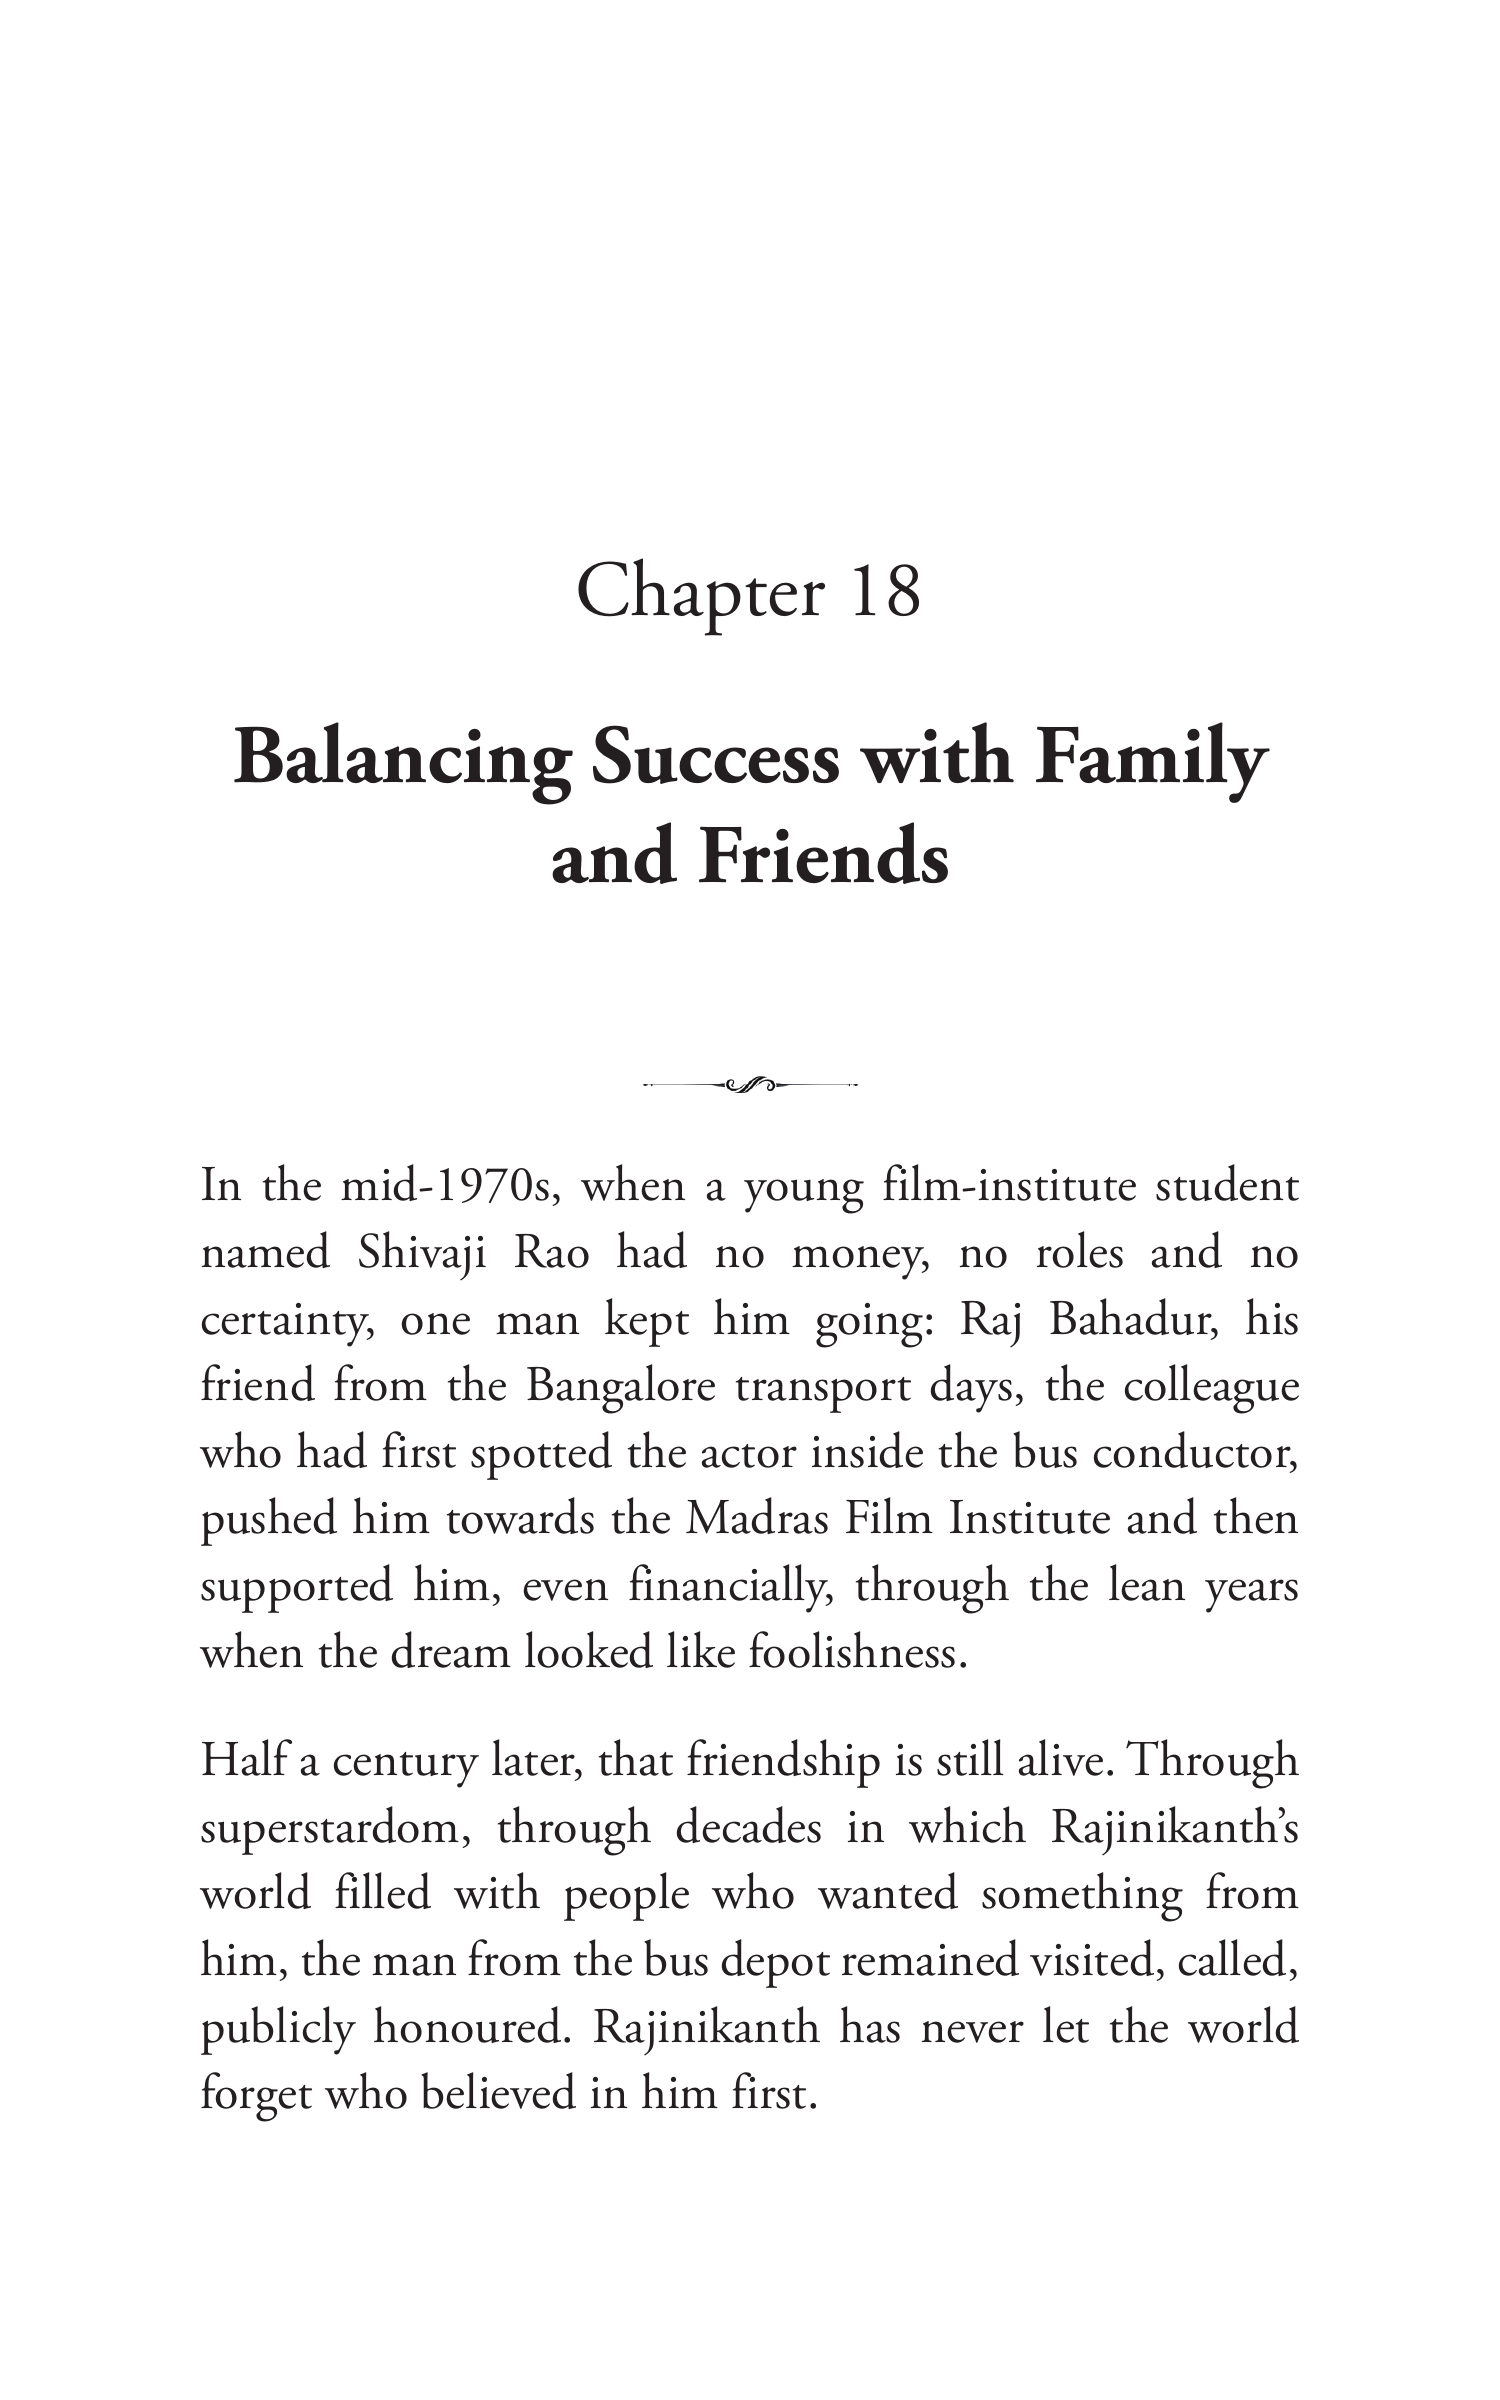 Chapter 18
Balancing Success with Family
and Friends
In the mid-1970s, when a young film-institute student
named Shivaji Rao had no money, no roles and no
certainty, one man kept him going: Raj Bahadur, his
friend from the Bangalore transport days, the colleague
who had first spotted the actor inside the bus conductor,
pushed him towards the Madras Film Institute and then
supported him, even financially, through the lean years
when the dream looked like foolishness.
Half a century later, that friendship is still alive. Through
superstardom, through decades in which Rajinikanth’s
world filled with people who wanted something from
him, the man from the bus depot remained visited, called,
publicly honoured. Rajinikanth has never let the world
forget who believed in him first.